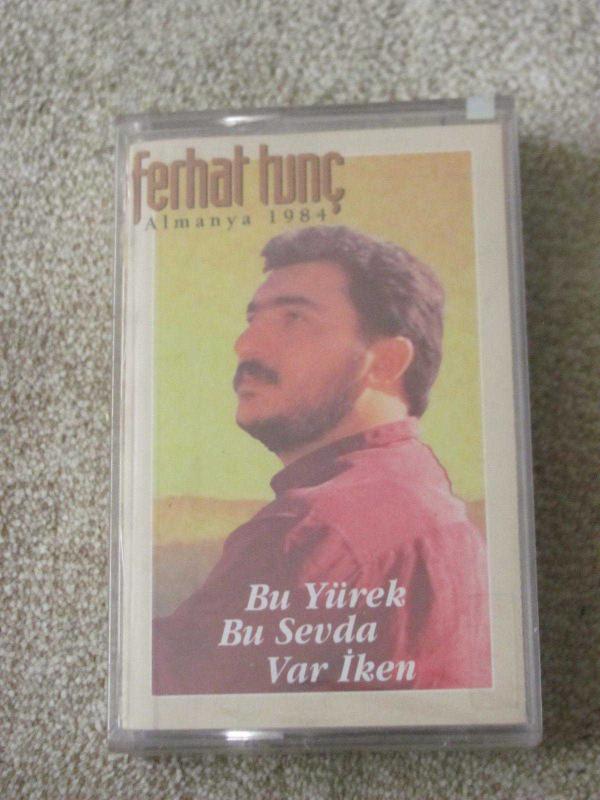 ferhat tunç
Almanya 1984
Bu Yürek
Bu Sevda
Var İken